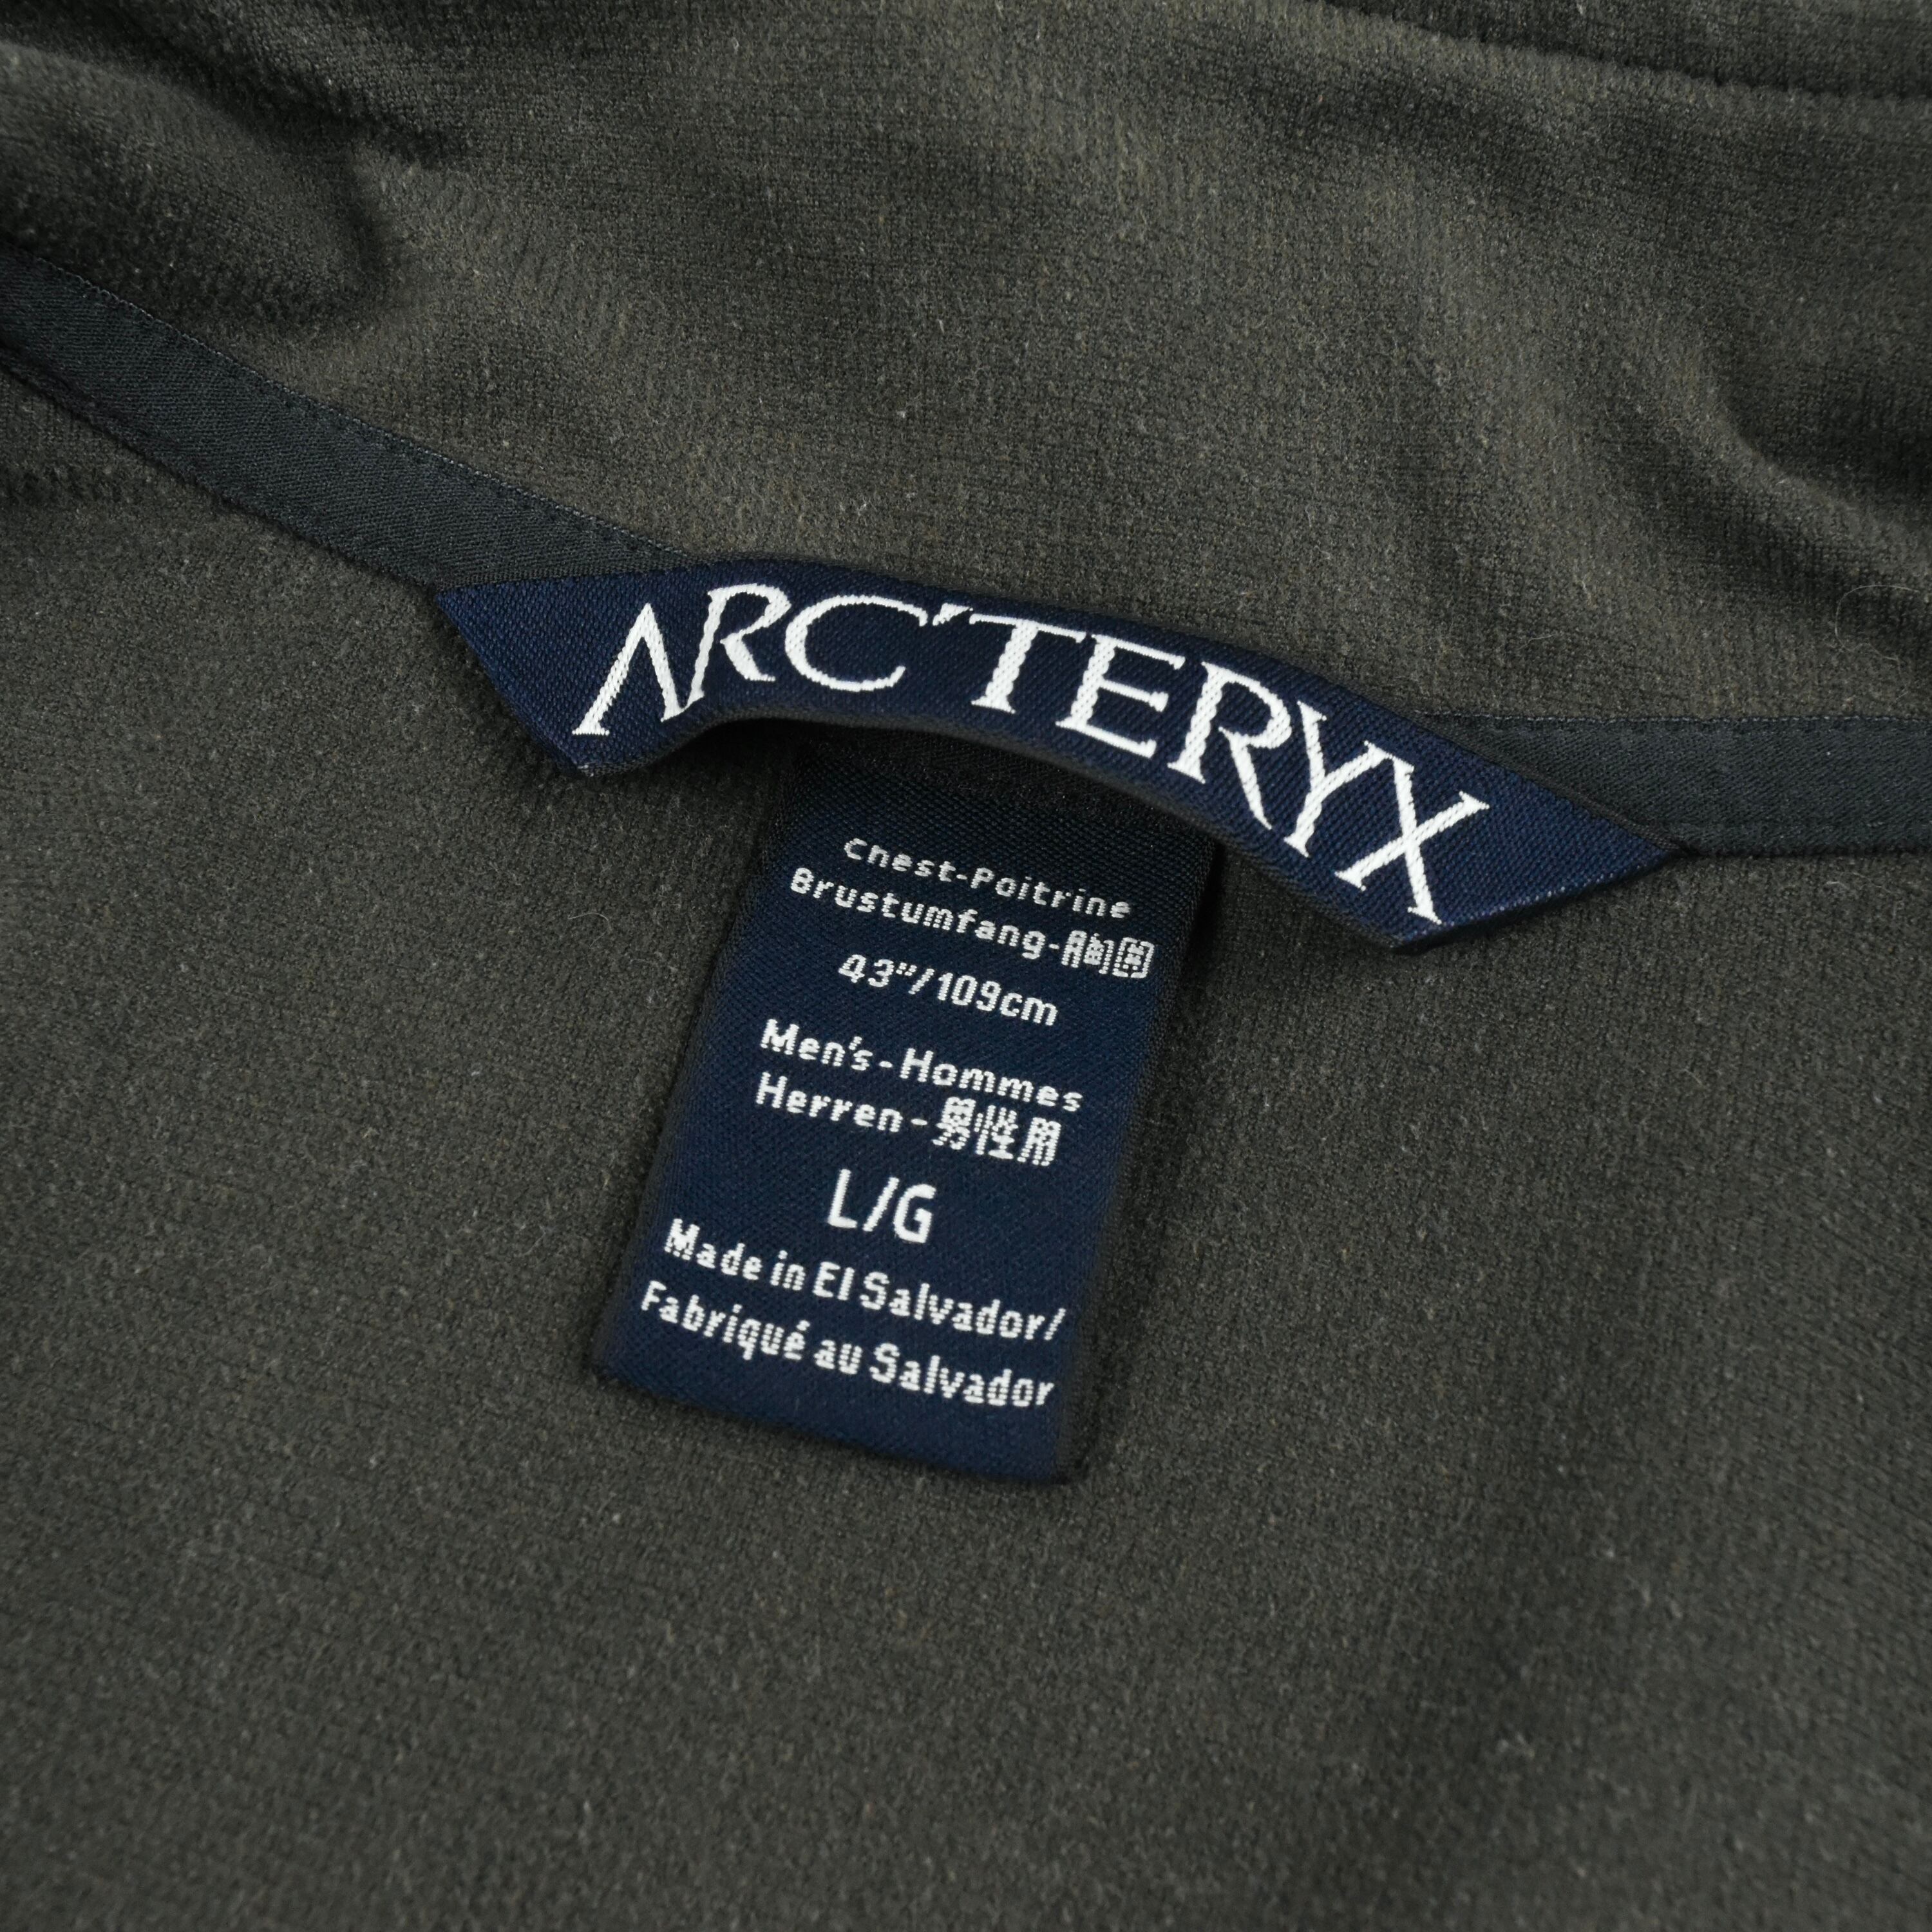 ARC'TERYX
Chest-Poitrine
Brustumfang-胸囲
43"/109cm
Men's-Hommes
Herren-男性用
L/G
Made in El Salvador/
Fabriqué au Salvador